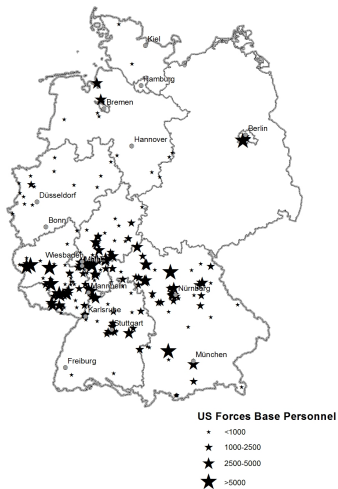 Kiel
Hamburg
Bremen
Berlin
Hannover
Düsseldorf
Bonn
Wiesbaden
Mannheim
Nürnberg
Karlsruhe
Stuttgart
Freiburg
München
US Forces Base Personnel
<1000
1000-2500
2500-5000
>5000